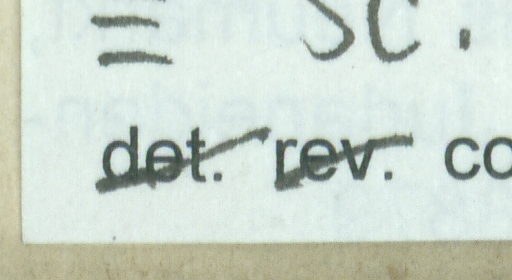 ≡ sc.
det. rev. co